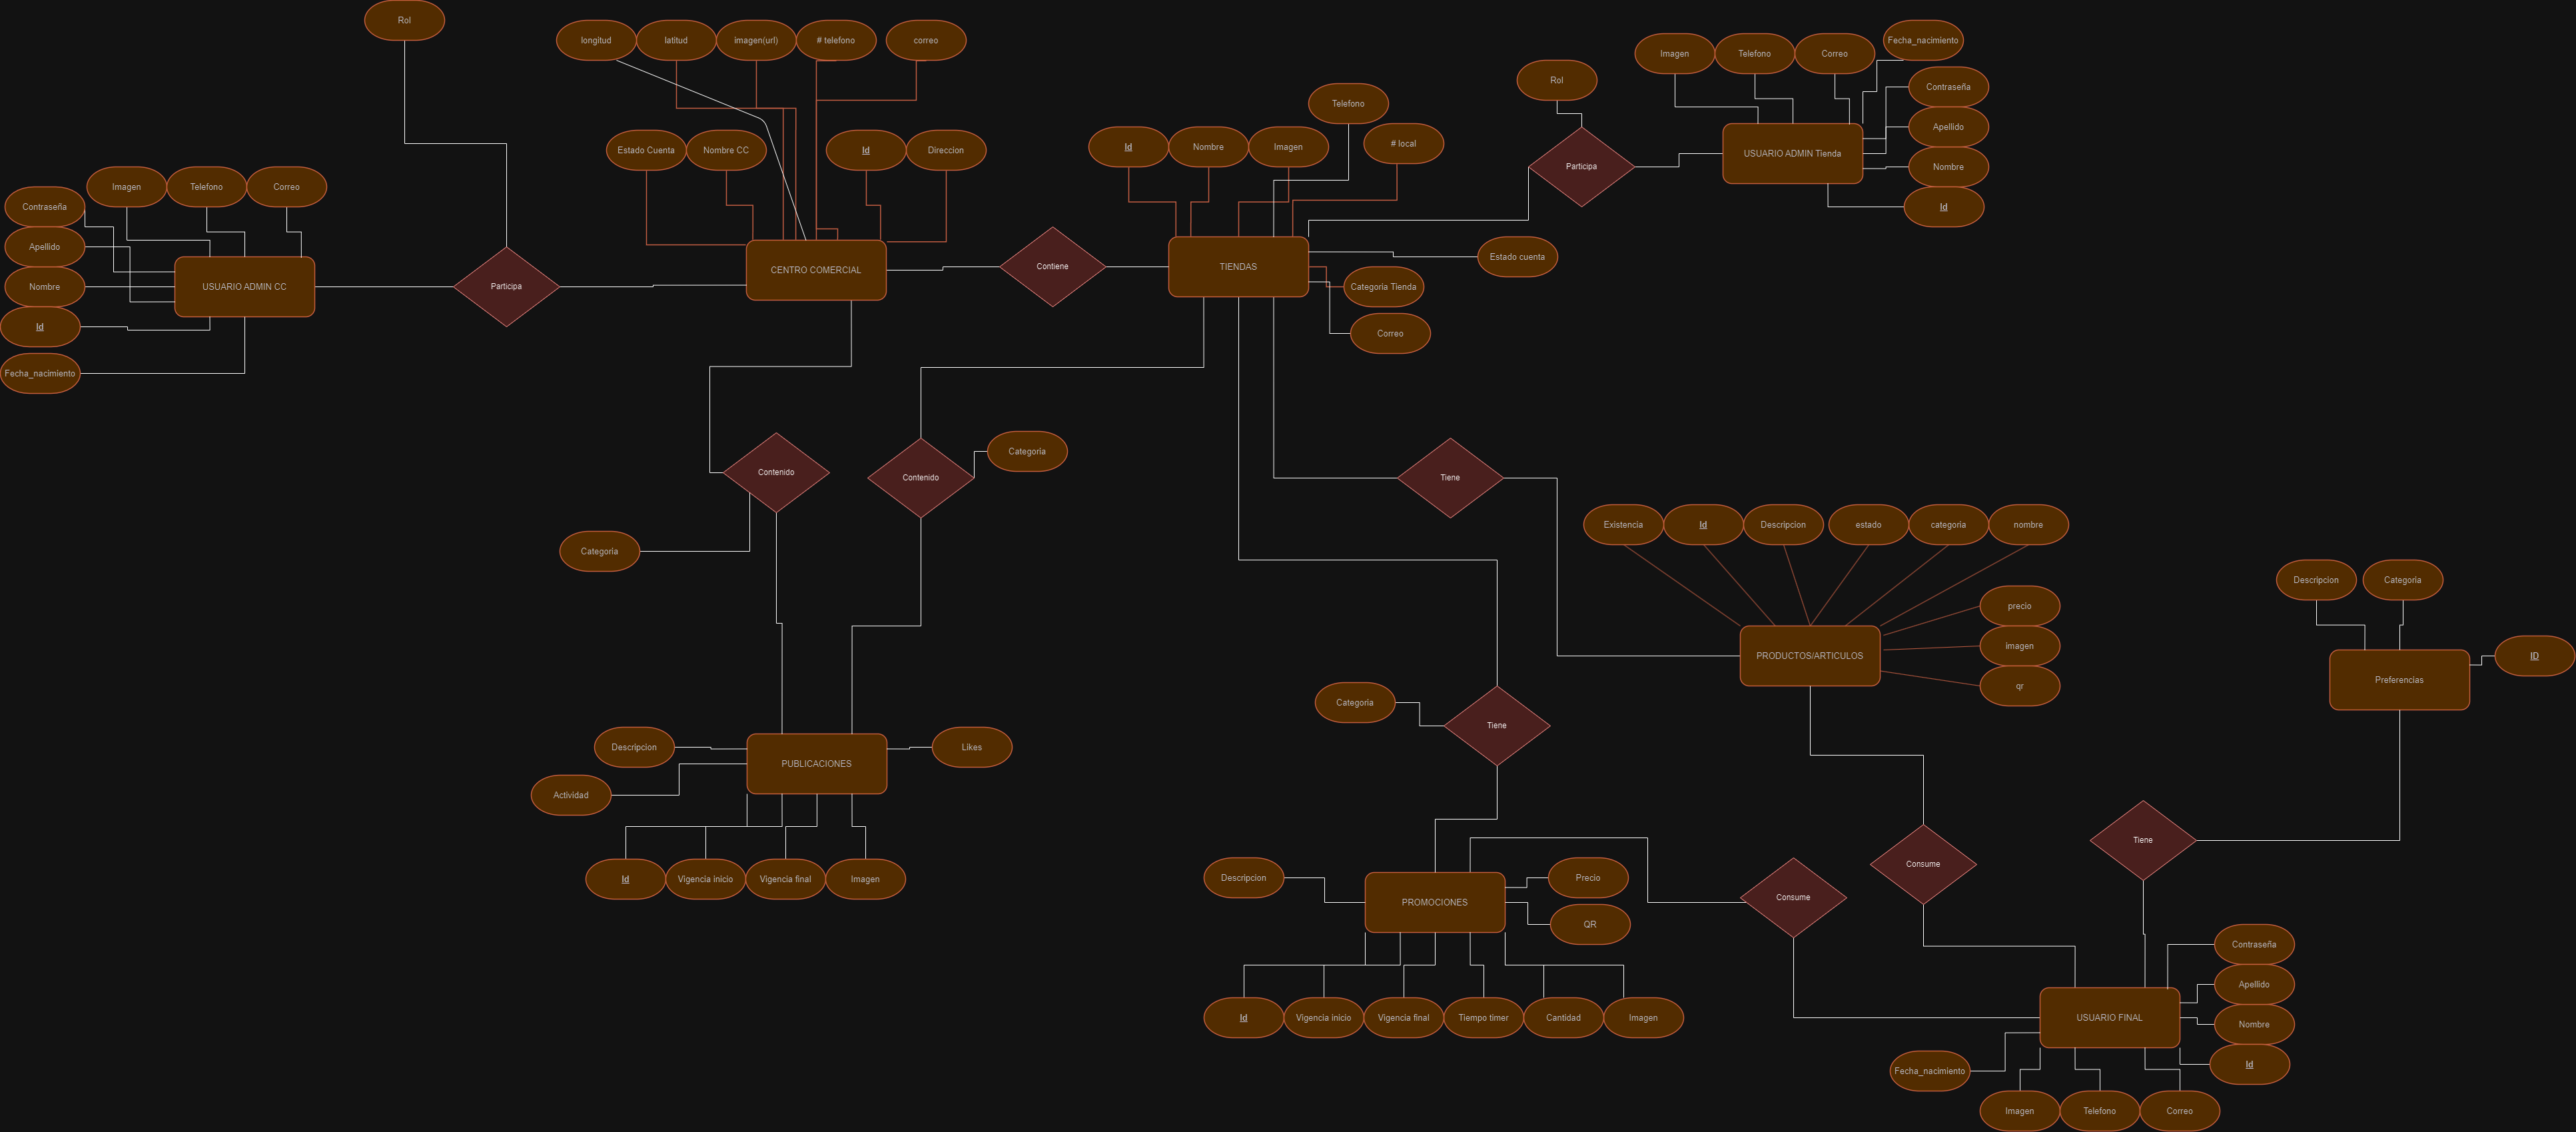 Rol
longitud
latitud
imagen(url)
# telefono
correo
Fecha_nacimiento
Imagen
Telefono
Correo
Rol
Contraseña
Telefono
Apellido
Estado Cuenta
Nombre CC
Id
Direccion
Id
Nombre
Imagen
# local
USUARIO ADMIN Tienda
Participa
Nombre
Id
Imagen
Telefono
Correo
Contraseña
Apellido
Nombre
Id
Fecha_nacimiento
USUARIO ADMIN CC
Participa
CENTRO COMERCIAL
Contiene
TIENDAS
Estado cuenta
Categoria Tienda
Correo
Contenido
Contenido
Categoria
Tiene
Categoria
Existencia
Id
Descripcion
estado
categoria
nombre
precio
imagen
qr
PRODUCTOS/ARTICULOS
Descripcion
Categoria
ID
Preferencias
Categoria
Tiene
Descripcion
PUBLICACIONES
Likes
Actividad
Id
Vigencia inicio
Vigencia final
Imagen
Descripcion
PROMOCIONES
Precio
QR
Consume
Consume
Tiene
Id
Vigencia inicio
Vigencia final
Tiempo timer
Cantidad
Imagen
Contraseña
Apellido
Nombre
Id
USUARIO FINAL
Fecha_nacimiento
Imagen
Telefono
Correo